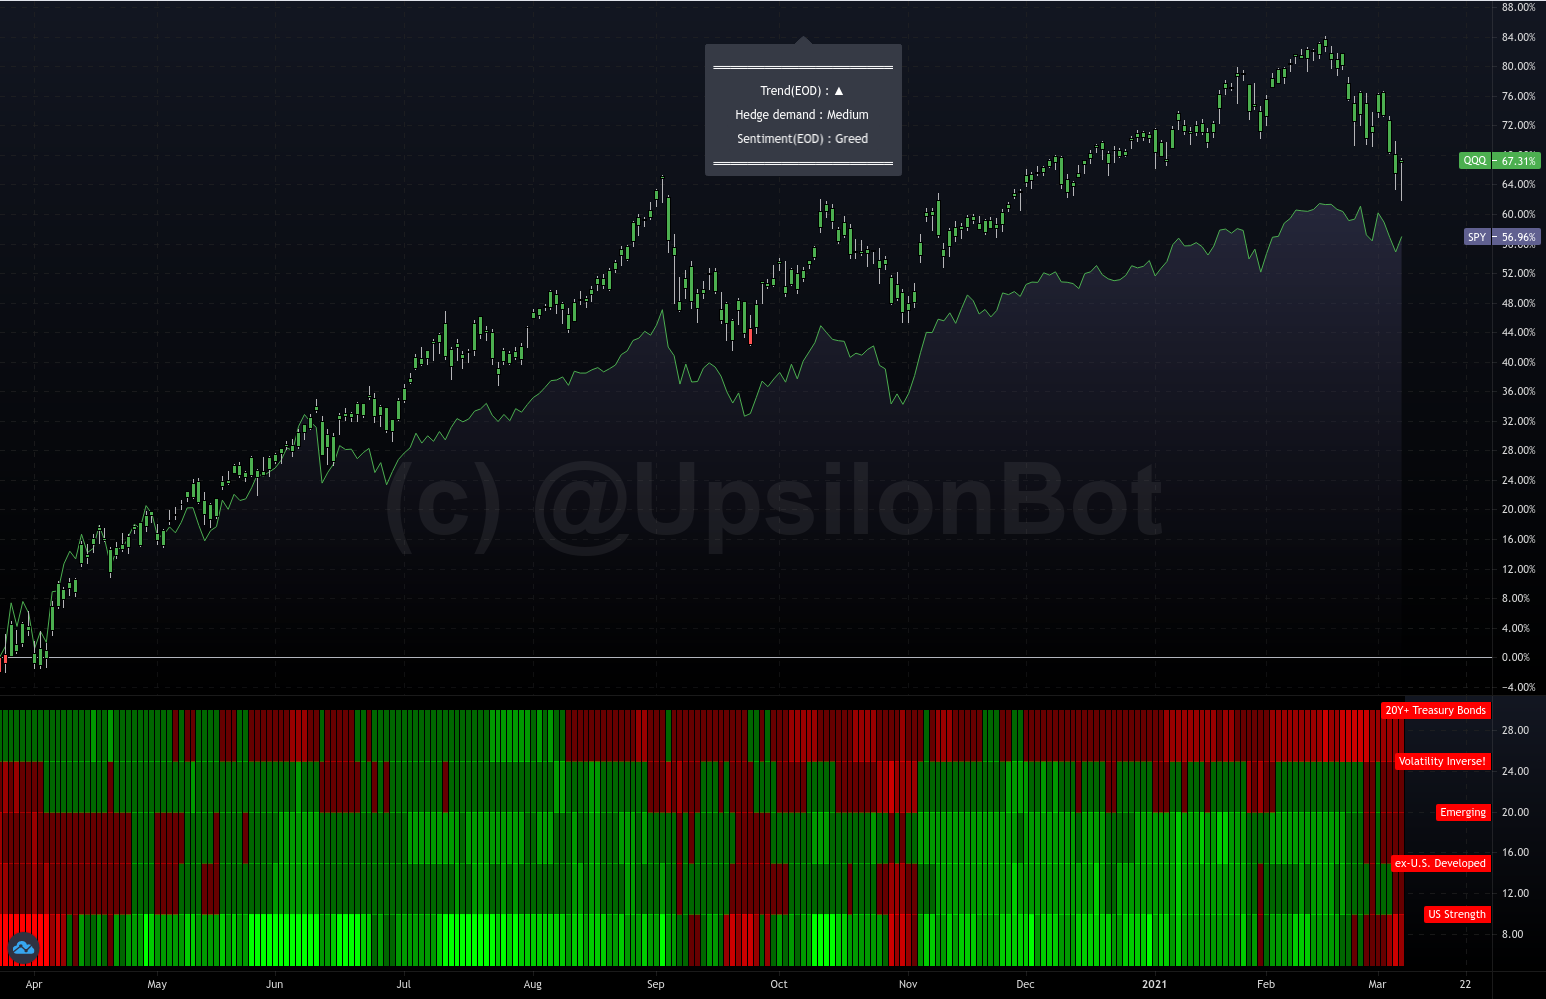 88.00%
84.00%
80.00%
76.00%
72.00%
QQQ 67.31%
64.00%
60.00%
SPY 56.96%
52.00%
48.00%
44.00%
40.00%
36.00%
32.00%
28.00%
24.00%
20.00%
16.00%
12.00%
8.00%
4.00%
0.00%
−4.00%
Trend(EOD) : ▲
Hedge demand : Medium
Sentiment(EOD) : Greed
(c) @UpsilonBot
20Y+ Treasury Bonds
28.00
Volatility Inverse!
24.00
Emerging
20.00
16.00
ex-U.S. Developed
12.00
US Strength
8.00
Apr May Jun Jul Aug Sep Oct Nov Dec 2021 Feb Mar 22